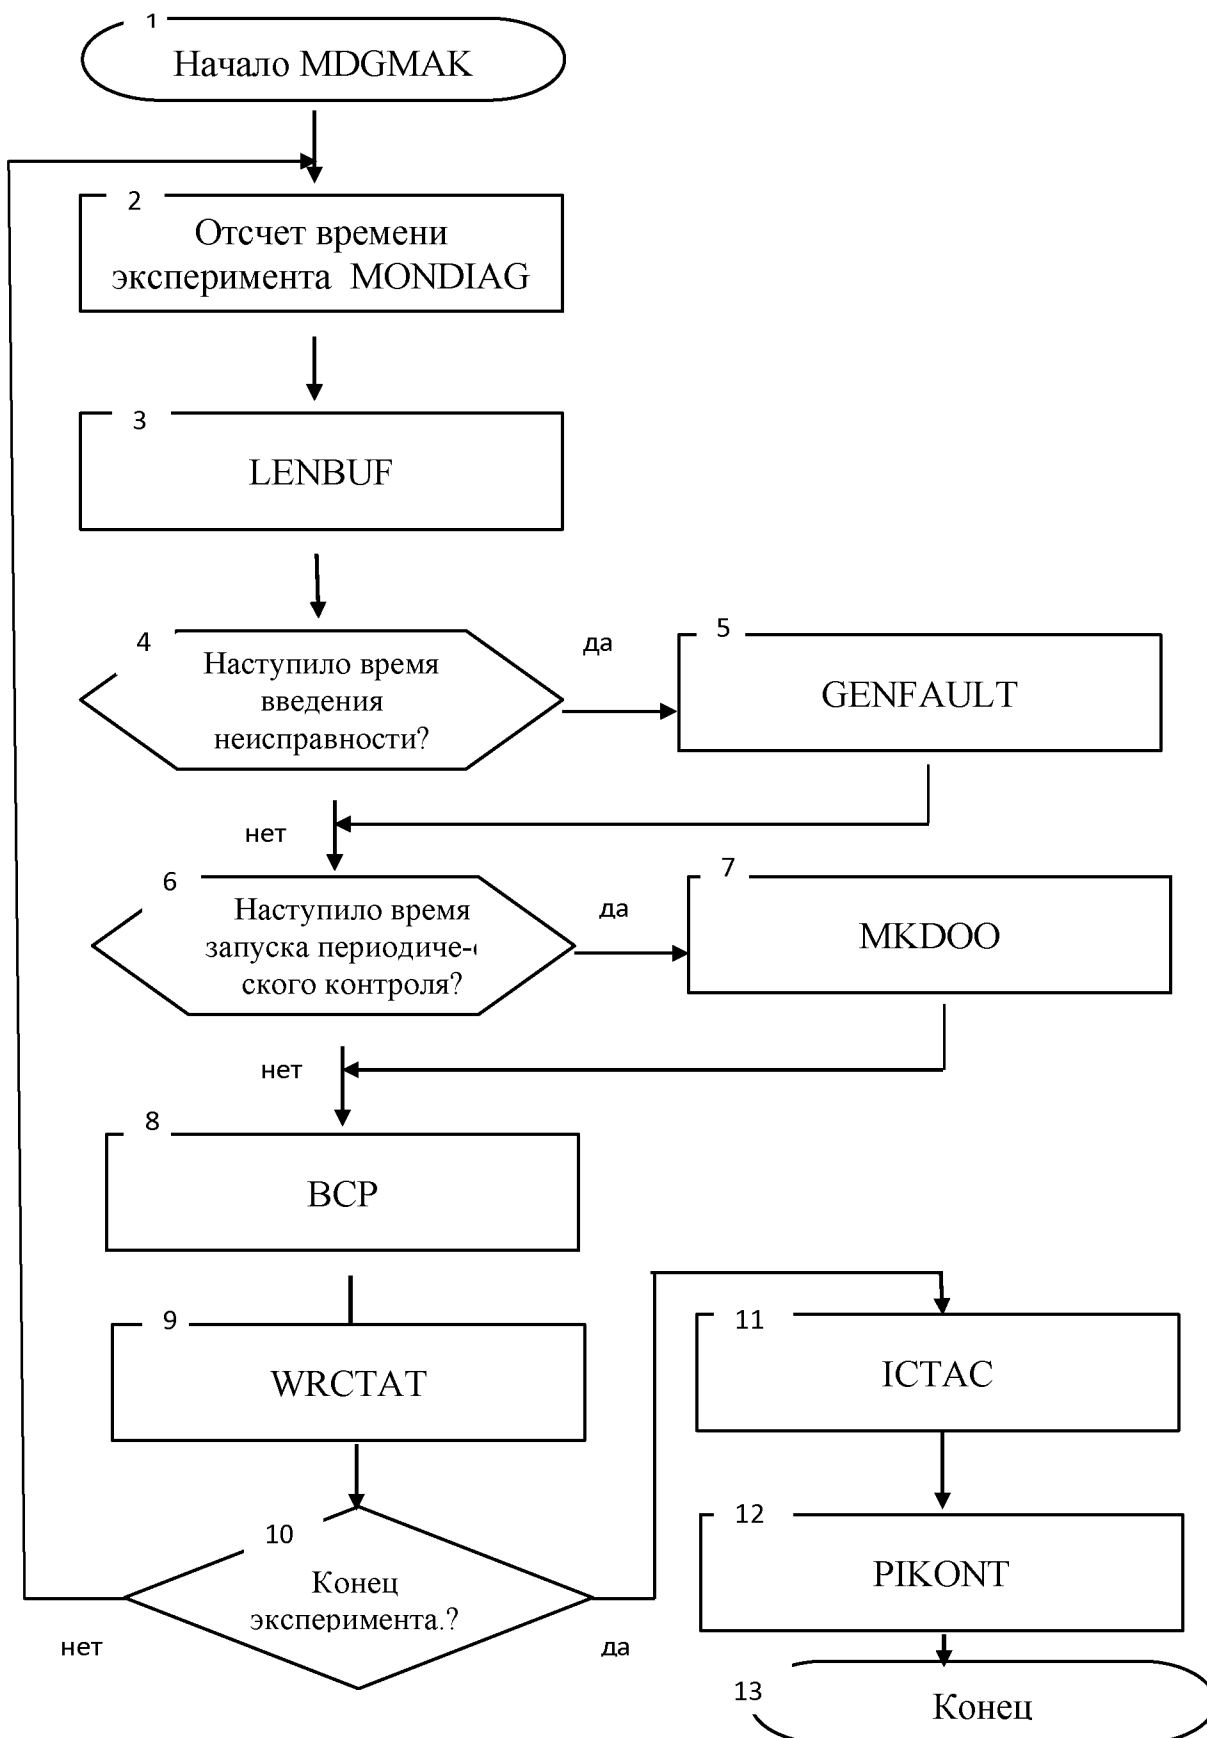 1
Начало MDGMAK
2
Отсчет времени
эксперимента MONDIAG
3
LENBUF
4
Наступило время
введения
неисправности?
да
5
GENFAULT
нет
6
Наступило время
запуска периодиче-
ского контроля?
да
7
MKDOO
нет
8
ВСР
9
WRCTAT
10
Конец
эксперимента.?
нет
да
11
ICTAC
12
PIKONT
13
Конец